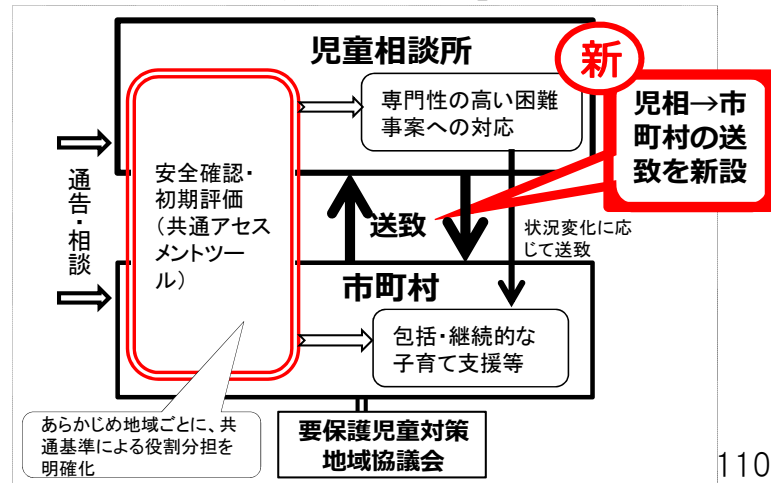 児童相談所
新
児相→市
町村の送
致を新設
専門性の高い困難
事案への対応
通告・相談
安全確認・
初期評価
(共通アセス
メントツー
ル)
送致
状況変化に応
じて送致
市町村
包括・継続的な
子育て支援等
あらかじめ地域ごとに、共
通基準による役割分担を
明確化
要保護児童対策
地域協議会
110